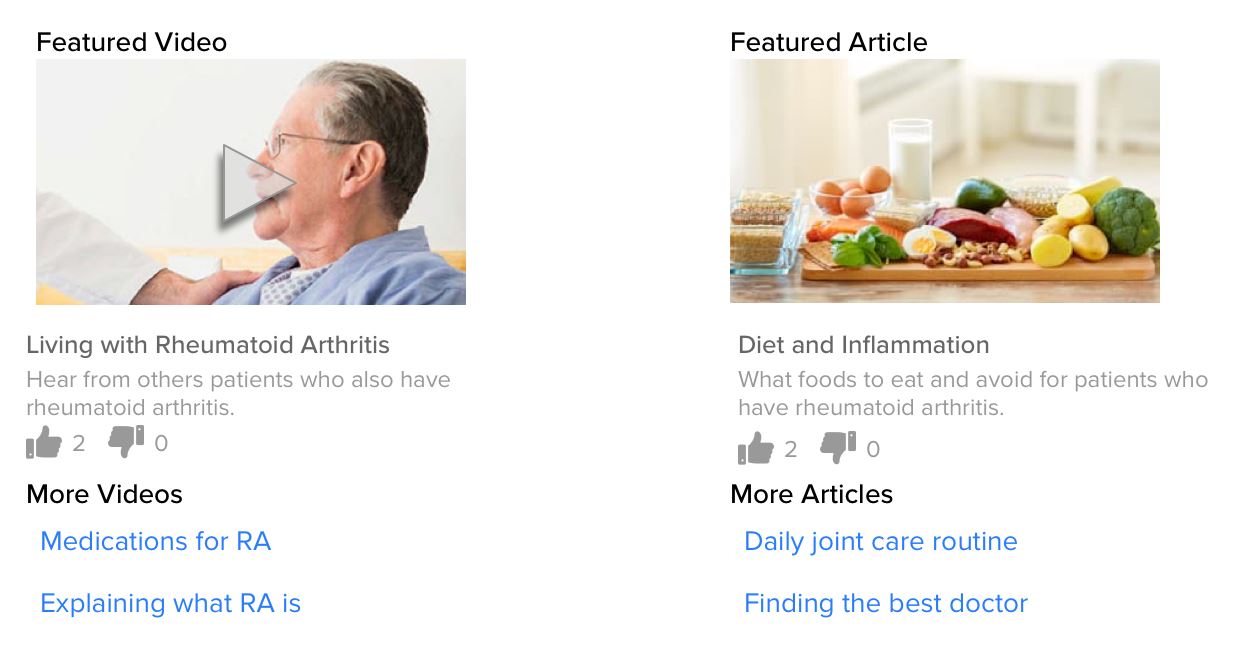 Featured Video
Featured Article
Living with Rheumatoid Arthritis
Hear from others patients who also have
rheumatoid arthritis.
2 0
Diet and Inflammation
What foods to eat and avoid for patients who
have rheumatoid arthritis.
2 0
More Videos
Medications for RA
Explaining what RA is
More Articles
Daily joint care routine
Finding the best doctor